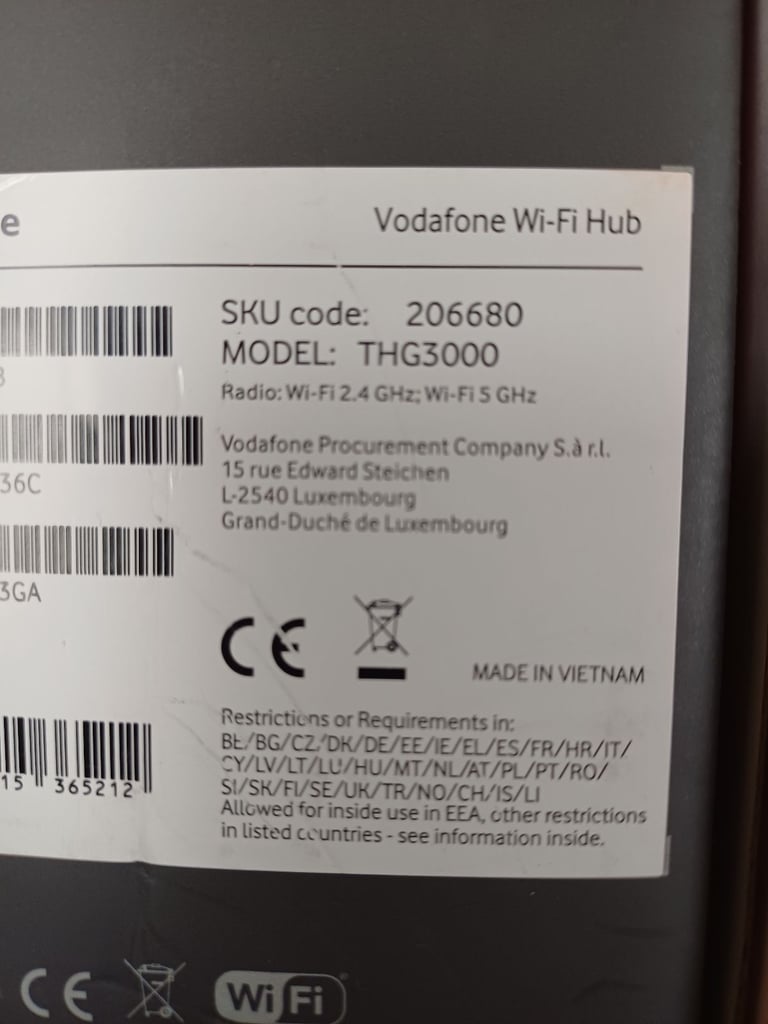 e
Vodafone Wi-Fi Hub
SKU code: 206680
MODEL: THG3000
Radio: Wi-Fi 2.4 GHz; Wi-Fi 5 GHz
36C
Vodafone Procurement Company S.à r.l.
15 rue Edward Steichen
L-2540 Luxembourg
Grand-Duché de Luxembourg
3GA
CE
MADE IN VIETNAM
Restrictions or Requirements in:
BE/BG/CZ/DK/DE/EE/IE/EL/ES/FR/HR/IT/
CY/LV/LT/LU/HU/MT/NL/AT/PL/PT/RO/
SI/SK/FI/SE/UK/TR/NO/CH/IS/LI
Allowed for inside use in EEA, other restrictions
in listed countries - see information inside.
15 365212
CE
Wi Fi